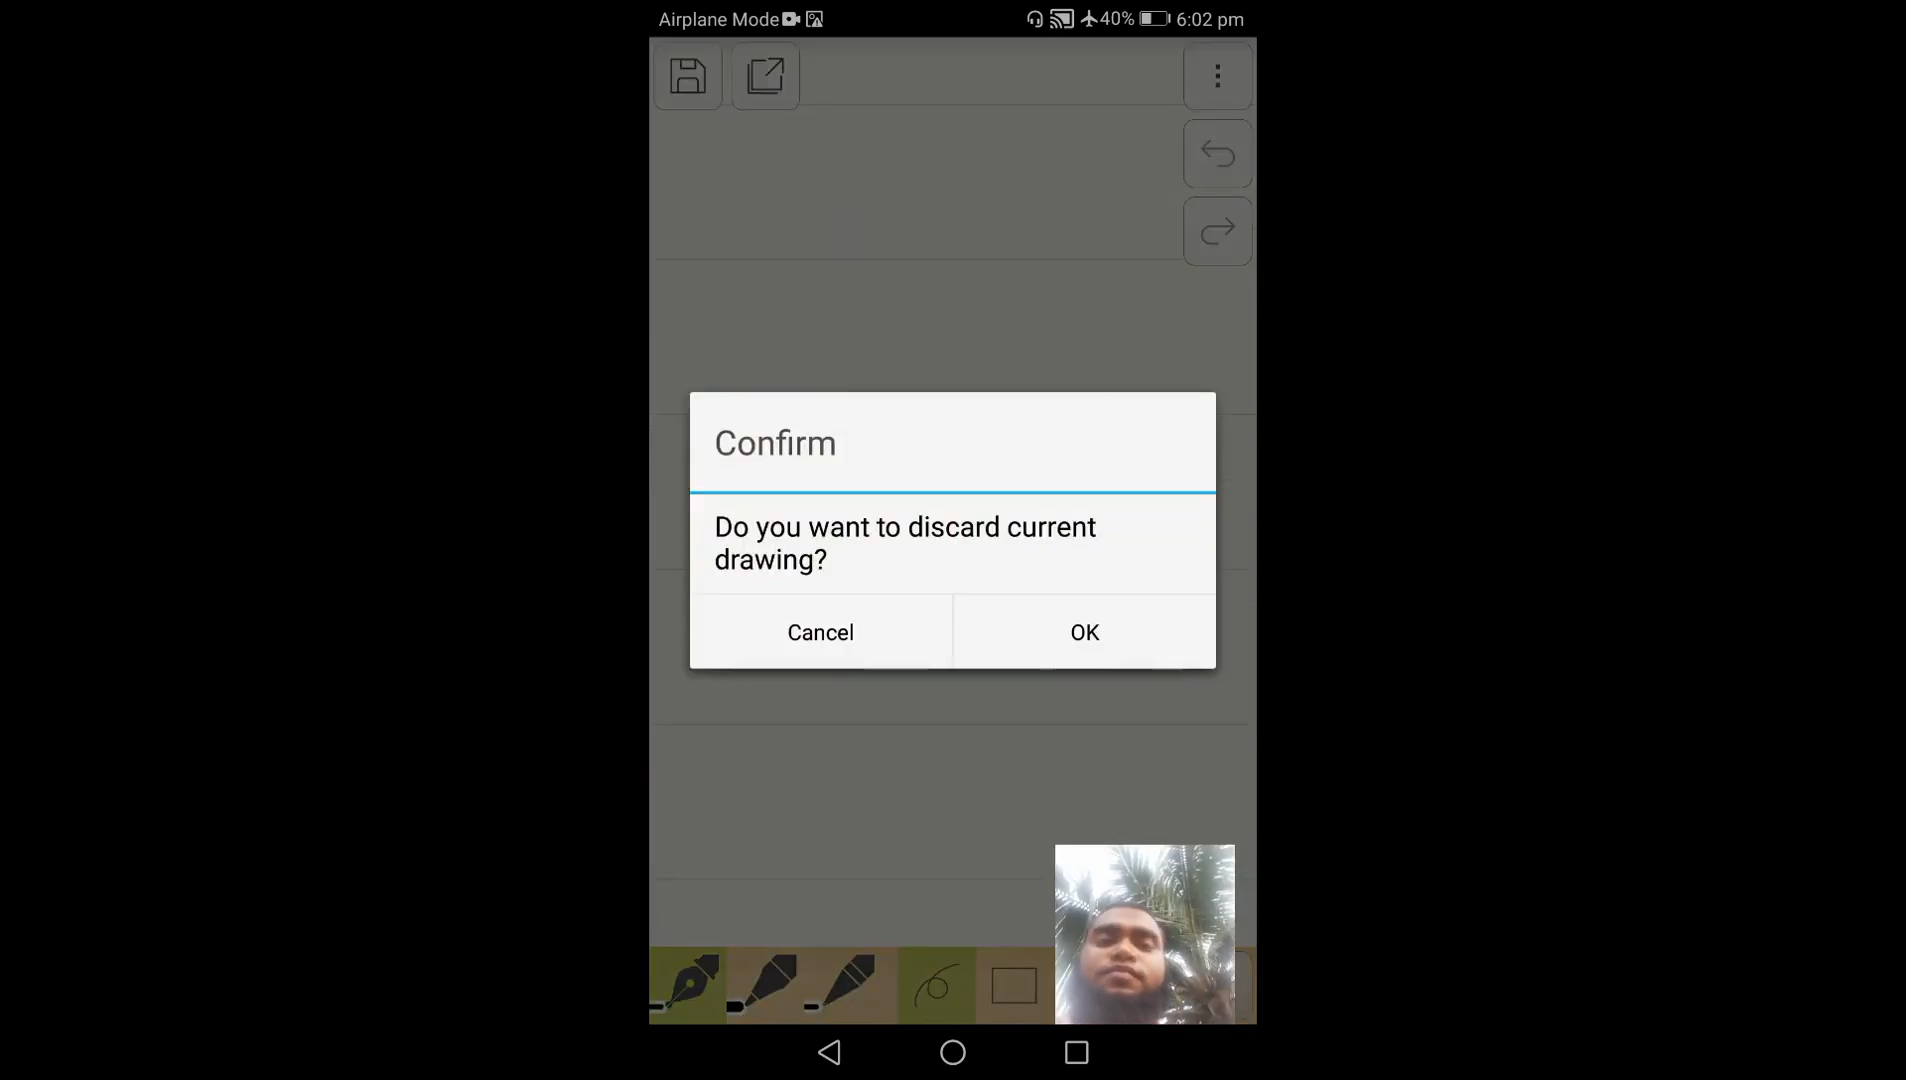 Airplane Mode 40% 6:02 pm
Confirm
Do you want to discard current
drawing?
Cancel OK